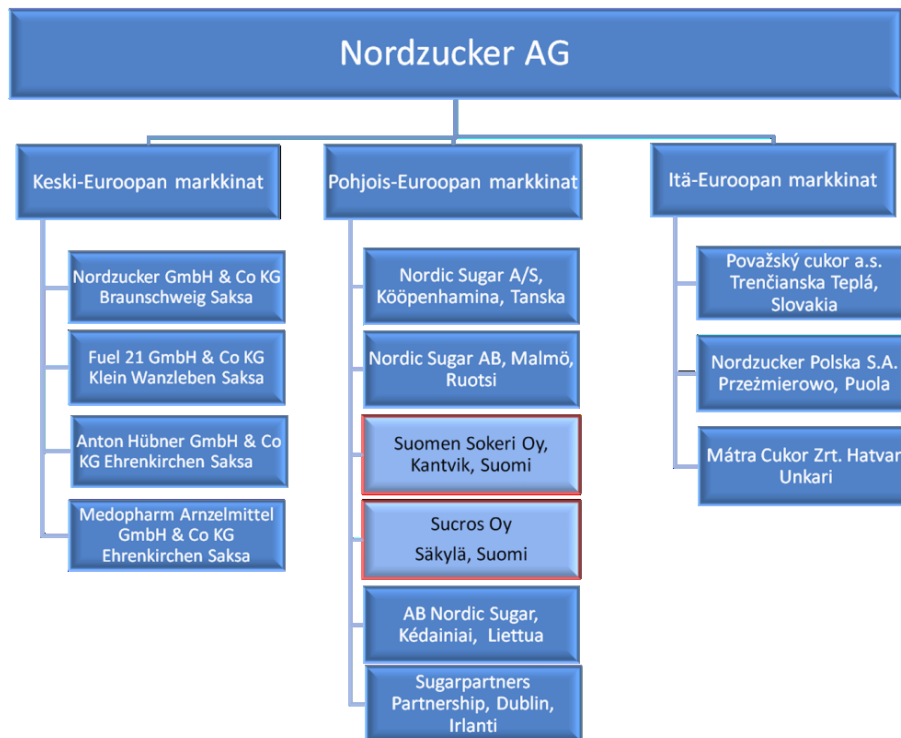 Nordzucker AG
Keski-Euroopan markkinat
Nordzucker GmbH & Co KG
Braunschweig Saksa
Fuel 21 GmbH & Co KG
Klein Wanzleben Saksa
Anton Hübner GmbH & Co
KG Ehrenkirchen Saksa
Medopharm Arnzelmittel
GmbH & Co KG
Ehrenkirchen Saksa
Pohjois-Euroopan markkinat
Nordic Sugar A/S,
Kööpenhamina, Tanska
Nordic Sugar AB, Malmö,
Ruotsi
Suomen Sokeri Oy,
Kantvik, Suomi
Sucros Oy
Säkylä, Suomi
AB Nordic Sugar,
Kédainiai, Liettua
Sugarpartners
Partnership, Dublin,
Irlanti
Itä-Euroopan markkinat
Považský cukor a.s.
Trenčianska Teplá,
Slovakia
Nordzucker Polska S.A.
Przeżmierowo, Puola
Mátra Cukor Zrt. Hatvan
Unkari